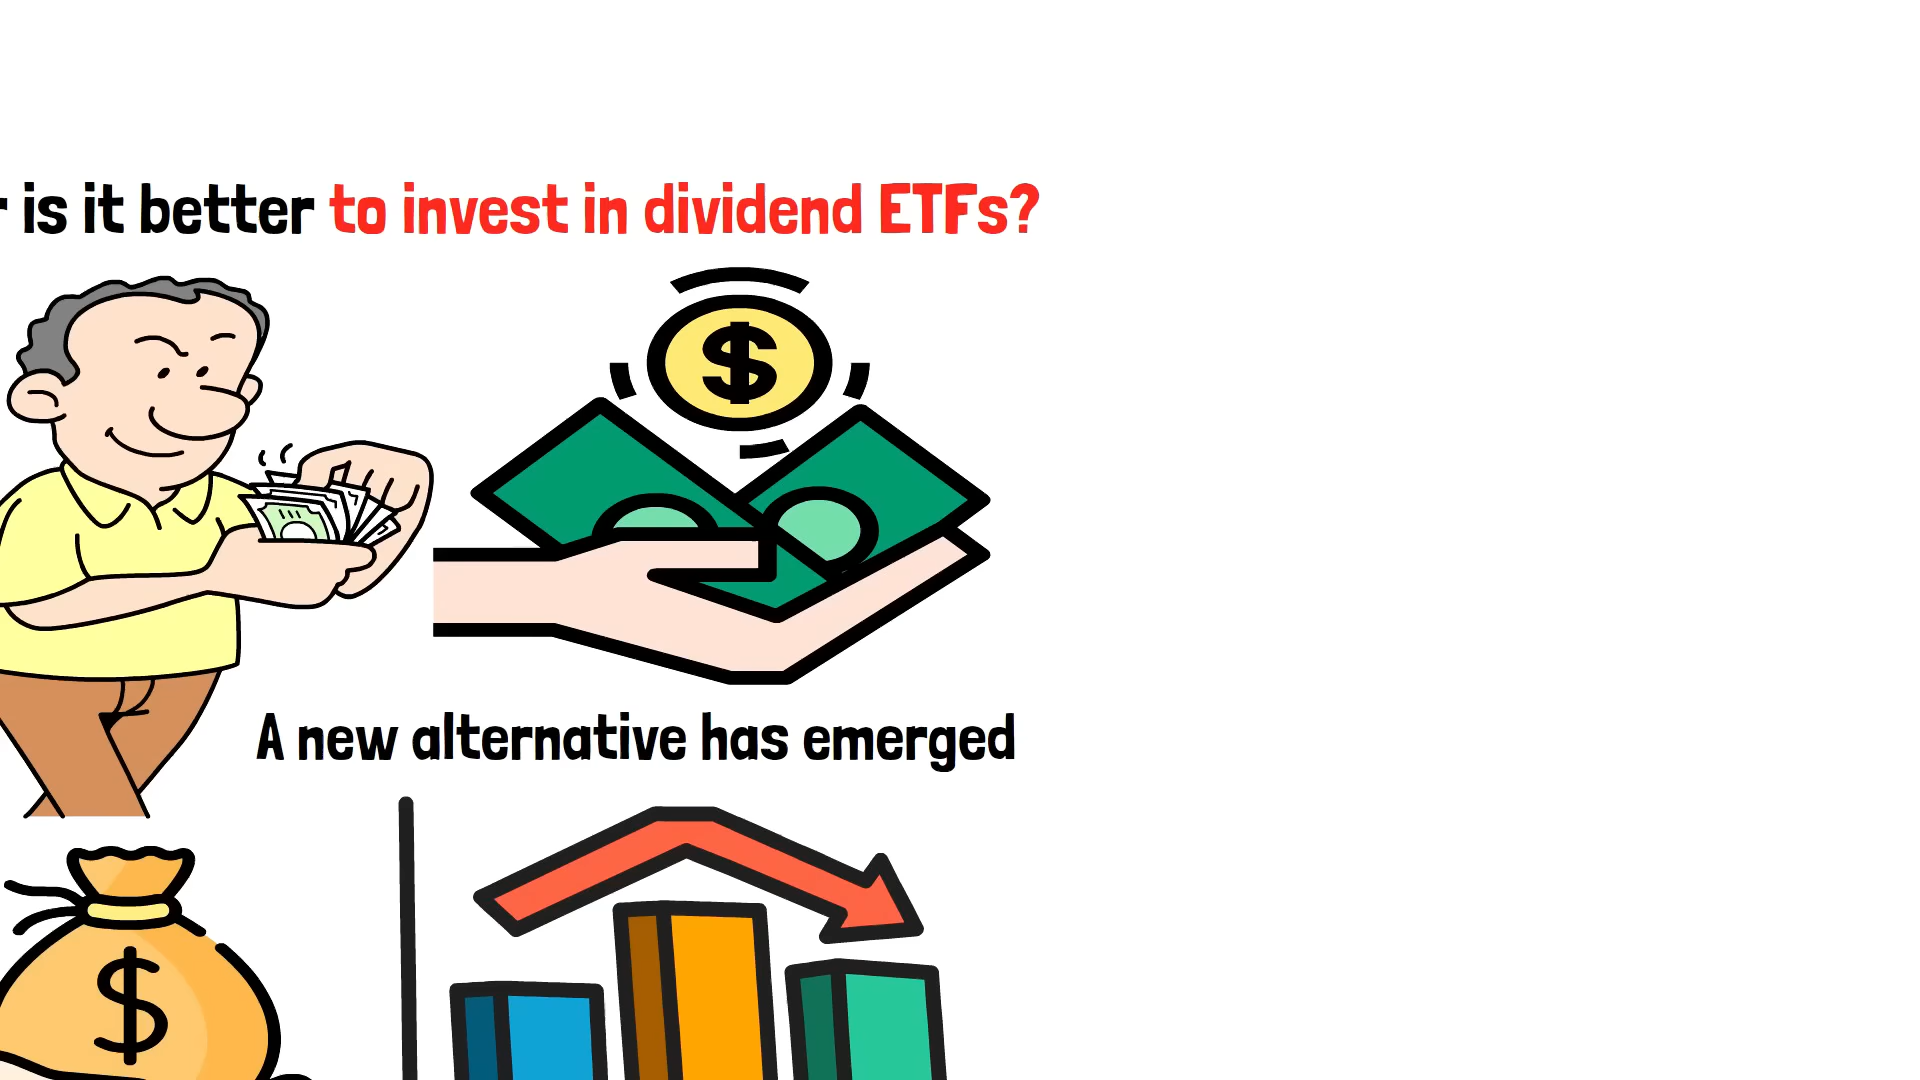 is it better to invest in dividend ETFs?
A new alternative has emerged